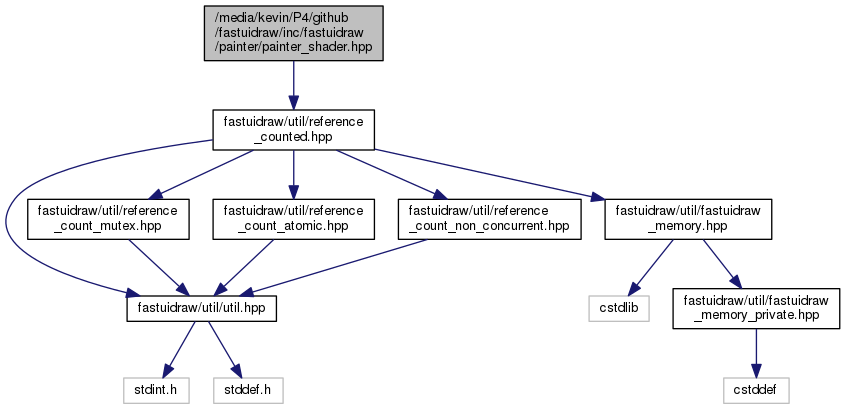 /media/kevin/P4/github
/fastuidraw/inc/fastuidraw
/painter/painter_shader.hpp
fastuidraw/util/reference
_counted.hpp
fastuidraw/util/reference
_count_mutex.hpp
fastuidraw/util/reference
_count_atomic.hpp
fastuidraw/util/reference
_count_non_concurrent.hpp
fastuidraw/util/fastuidraw
_memory.hpp
fastuidraw/util/util.hpp
cstdlib
fastuidraw/util/fastuidraw
_memory_private.hpp
stdint.h
stddef.h
cstddef